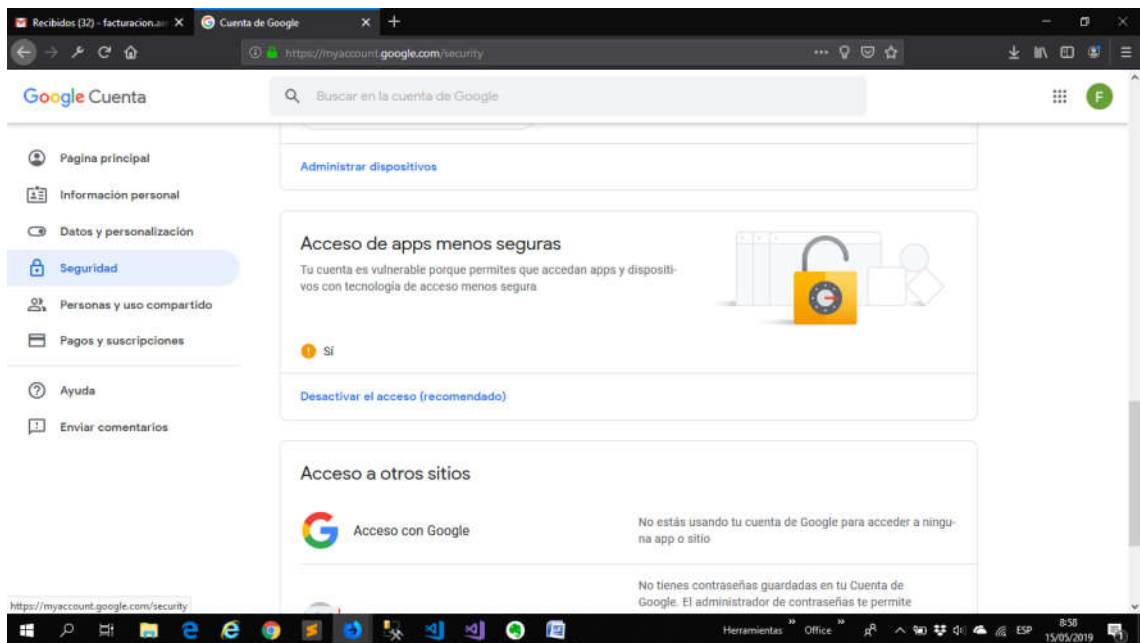 Recibidos (32) - facturacion.ae
Cuenta de Google
https://myaccount.google.com/security
Google Cuenta
Buscar en la cuenta de Google
F
Pagina principal
Información personal
Datos y personalización
Seguridad
Personas y uso compartido
Pagos y suscripciones
Ayuda
Enviar comentarios
Administrar dispositivos
Acceso de apps menos seguras
Tu cuenta es vulnerable porque permites que accedan apps y dispositi-
vos con tecnología de acceso menos segura
Sí
Desactivar el acceso (recomendado)
Acceso a otros sitios
Acceso con Google
No estás usando tu cuenta de Google para acceder a ningu-
na app o sitio
No tienes contraseñas guardadas en tu Cuenta de
Google. El administrador de contraseñas te permite
https://myaccount.google.com/security
Herramientas
Office
ESP
8:58
15/05/2019